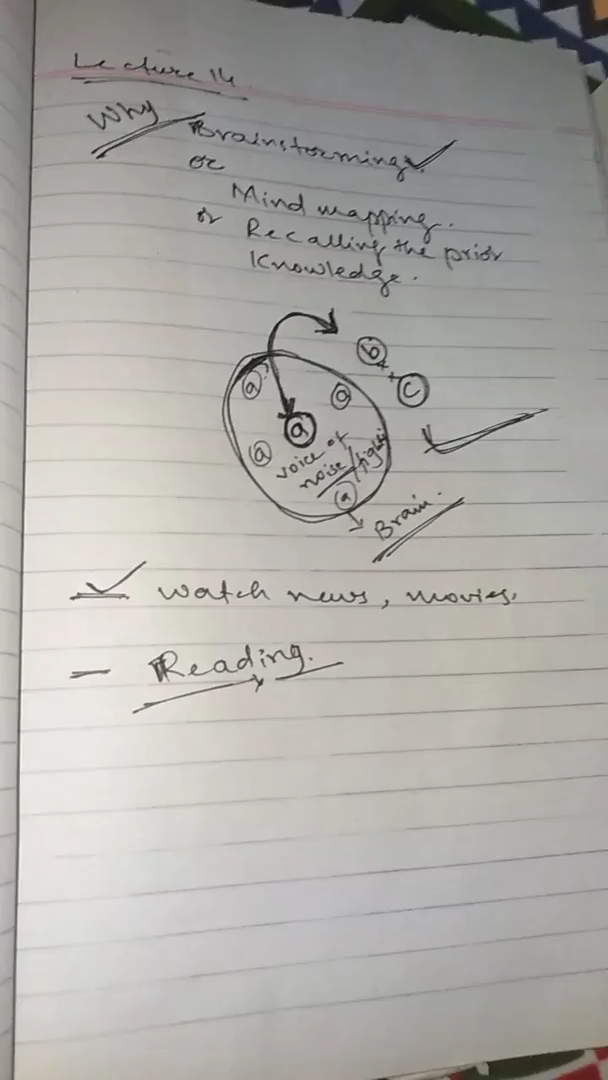 Lecture 14
Why Brainstorming
or
Mind mapping.
or Recalling the prior
Knowledge.
b
+ + c
a
a
a
a
voice of
noise/fight
a
Brain.
watch news, movies.
— Reading.